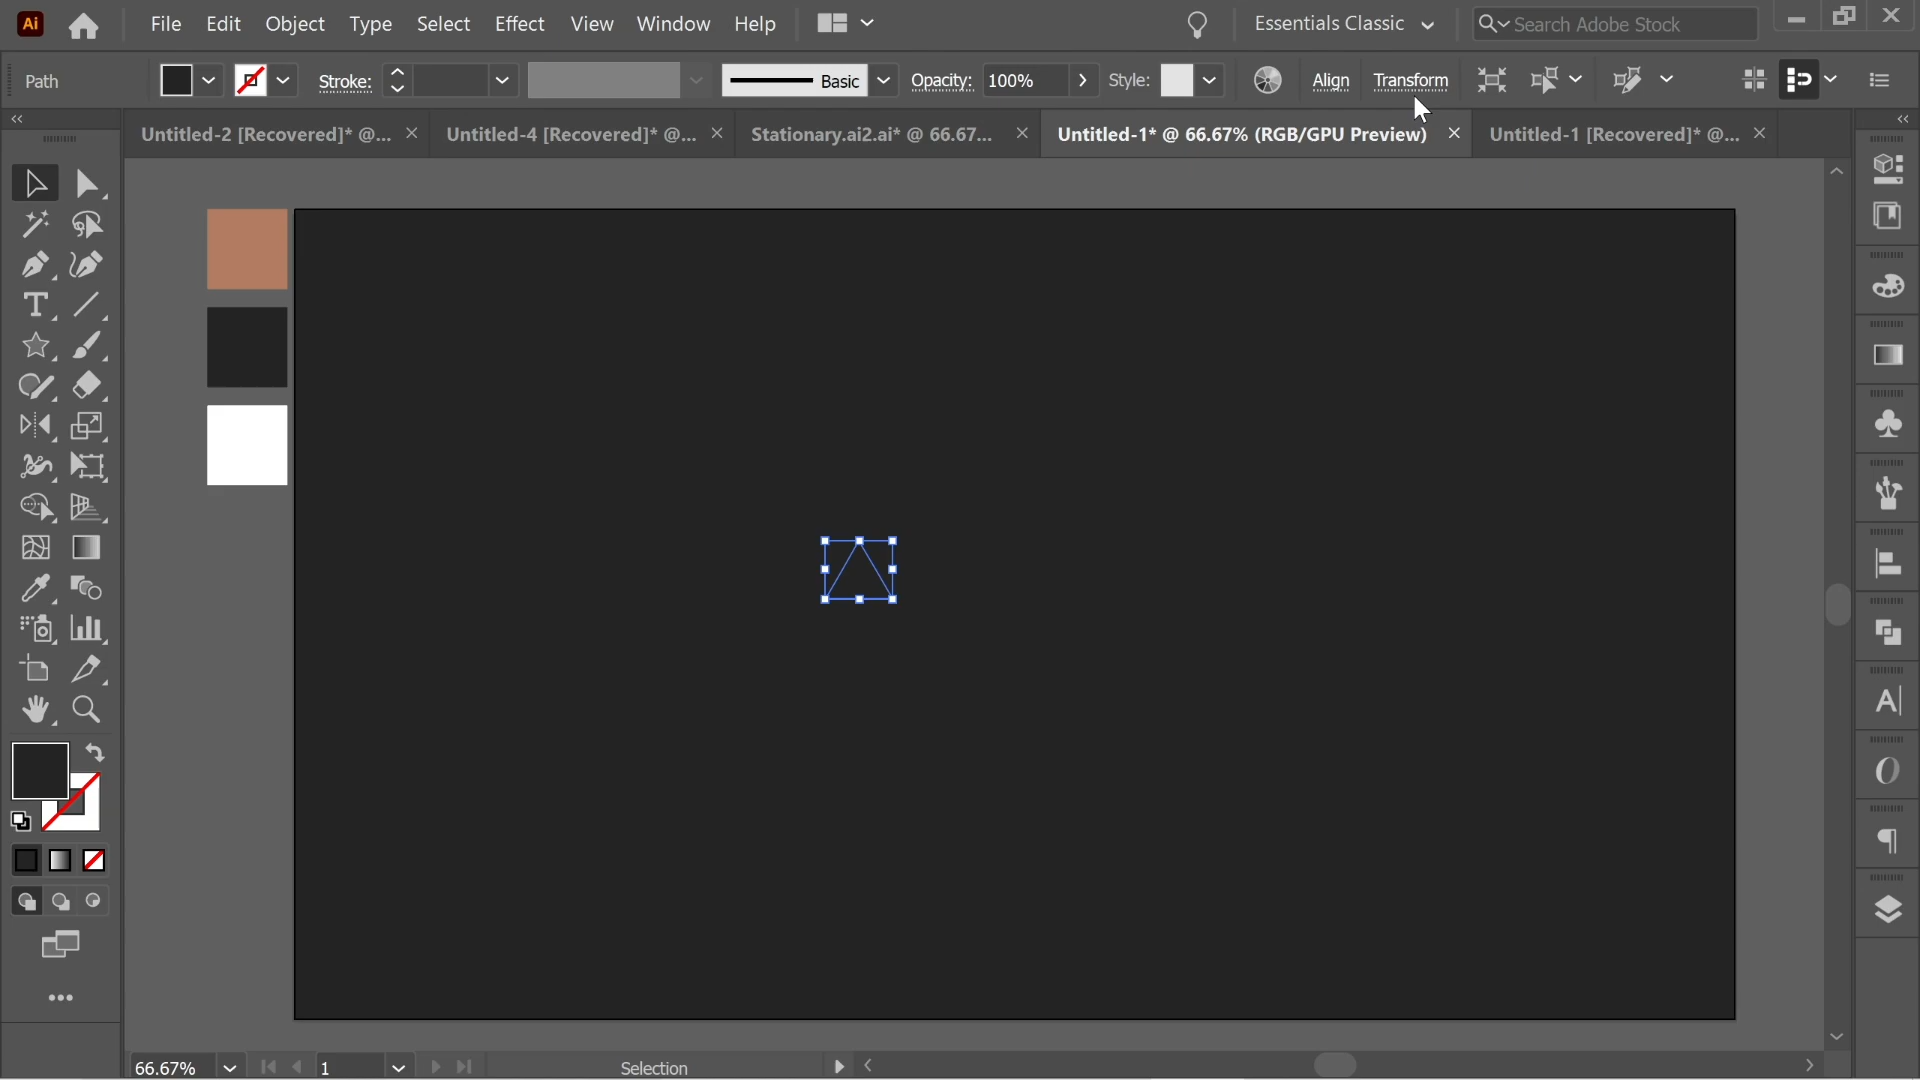 Ai File Edit Object Type Select Effect View Window Help Essentials Classic Search Adobe Stock
Path Stroke: Basic Opacity: 100% Style: Align Transform
Untitled-2 [Recovered]* @... Untitled-4 [Recovered]* @... Stationary.ai2.ai* @ 66.67... Untitled-1* @ 66.67% (RGB/GPU Preview) Untitled-1 [Recovered]* @...
66.67% 1 Selection